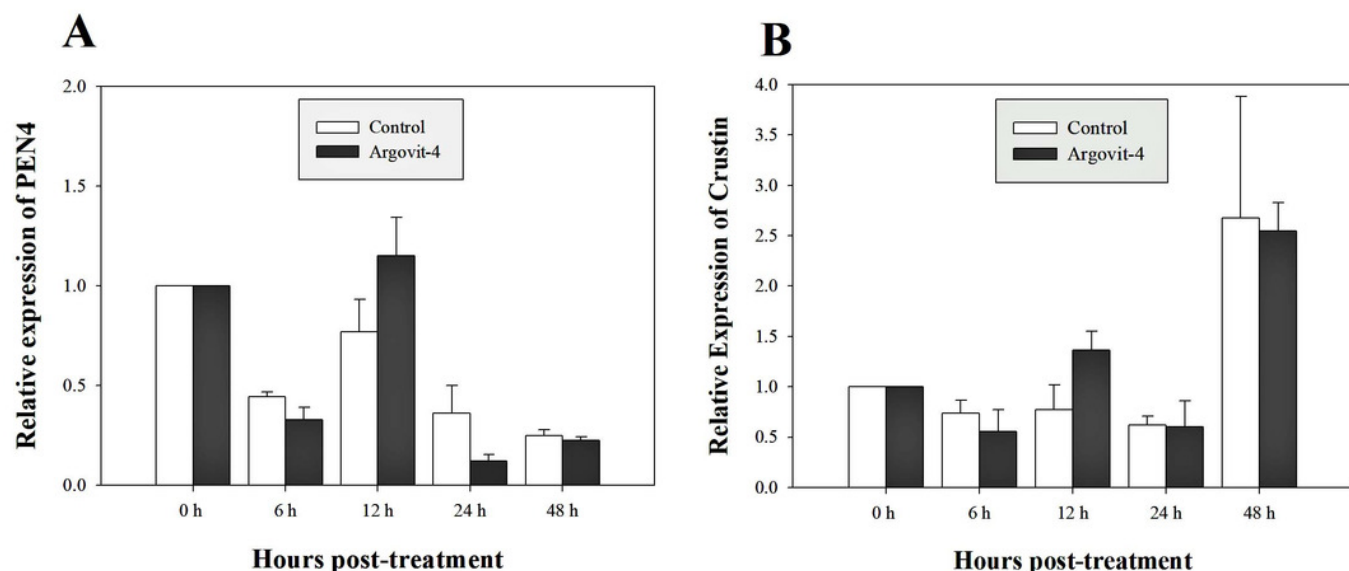 A
Relative expression of PEN4
2.0
1.5
1.0
0.5
0.0
Control
Argovit-4
0 h 6 h 12 h 24 h 48 h
Hours post-treatment
B
Relative Expression of Crustin
4.0
3.5
3.0
2.5
2.0
1.5
1.0
0.5
0.0
Control
Argovit-4
0 h 6 h 12 h 24 h 48 h
Hours post-treatment